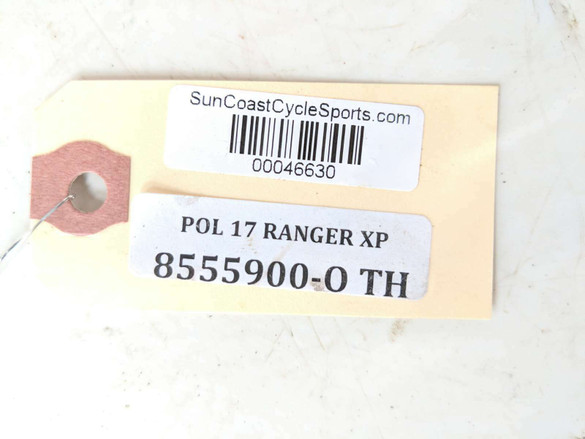 SunCoastCycleSports.com
00046630
POL 17 RANGER XP
8555900-O TH